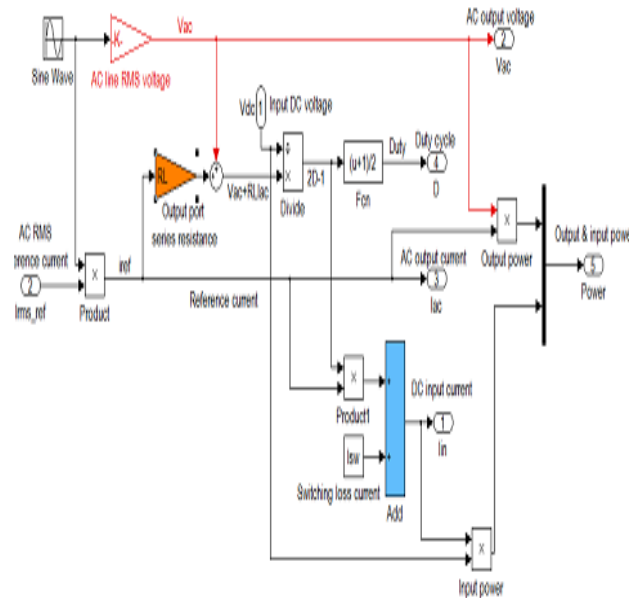 AC output voltage
2
Vac
Vac
-K-
Sine Wave
AC line RMS voltage
Vdc
1
Input DC voltage
RL
Output port
series resistance
Vac+RLIac
÷
×
Divide
2D-1
(u+1)/2
Fcn
Duty
Duty cycle
4
D
AC RMS
erence current
2
Irms_ref
×
Product
iref
Reference current
AC output current
3
Iac
×
Output power
Output & input powe
5
Power
×
Product1
Isw
Switching loss current
+
+
Add
DC input current
1
Iin
×
Input power